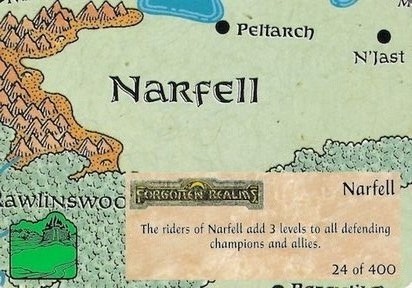 Peltarch
N'Jast
NARFELL
FORGOTTEN REALMS
Narfell
The riders of Narfell add 3 levels to all defending
champions and allies.
24 of 400